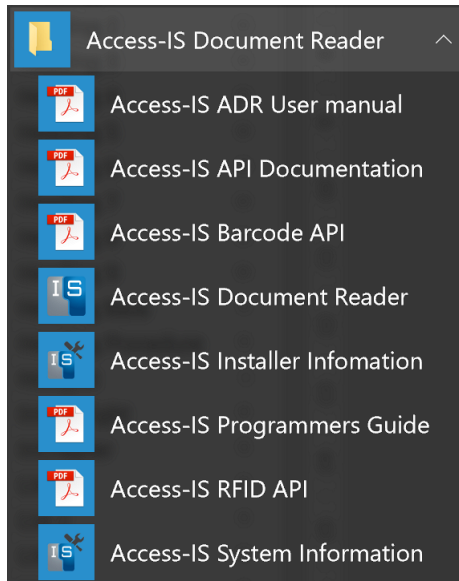 Access-IS Document Reader
PDF
Access-IS ADR User manual
PDF
Access-IS API Documentation
PDF
Access-IS Barcode API
IS
Access-IS Document Reader
IS
Access-IS Installer Infomation
PDF
Access-IS Programmers Guide
PDF
Access-IS RFID API
IS
Access-IS System Information